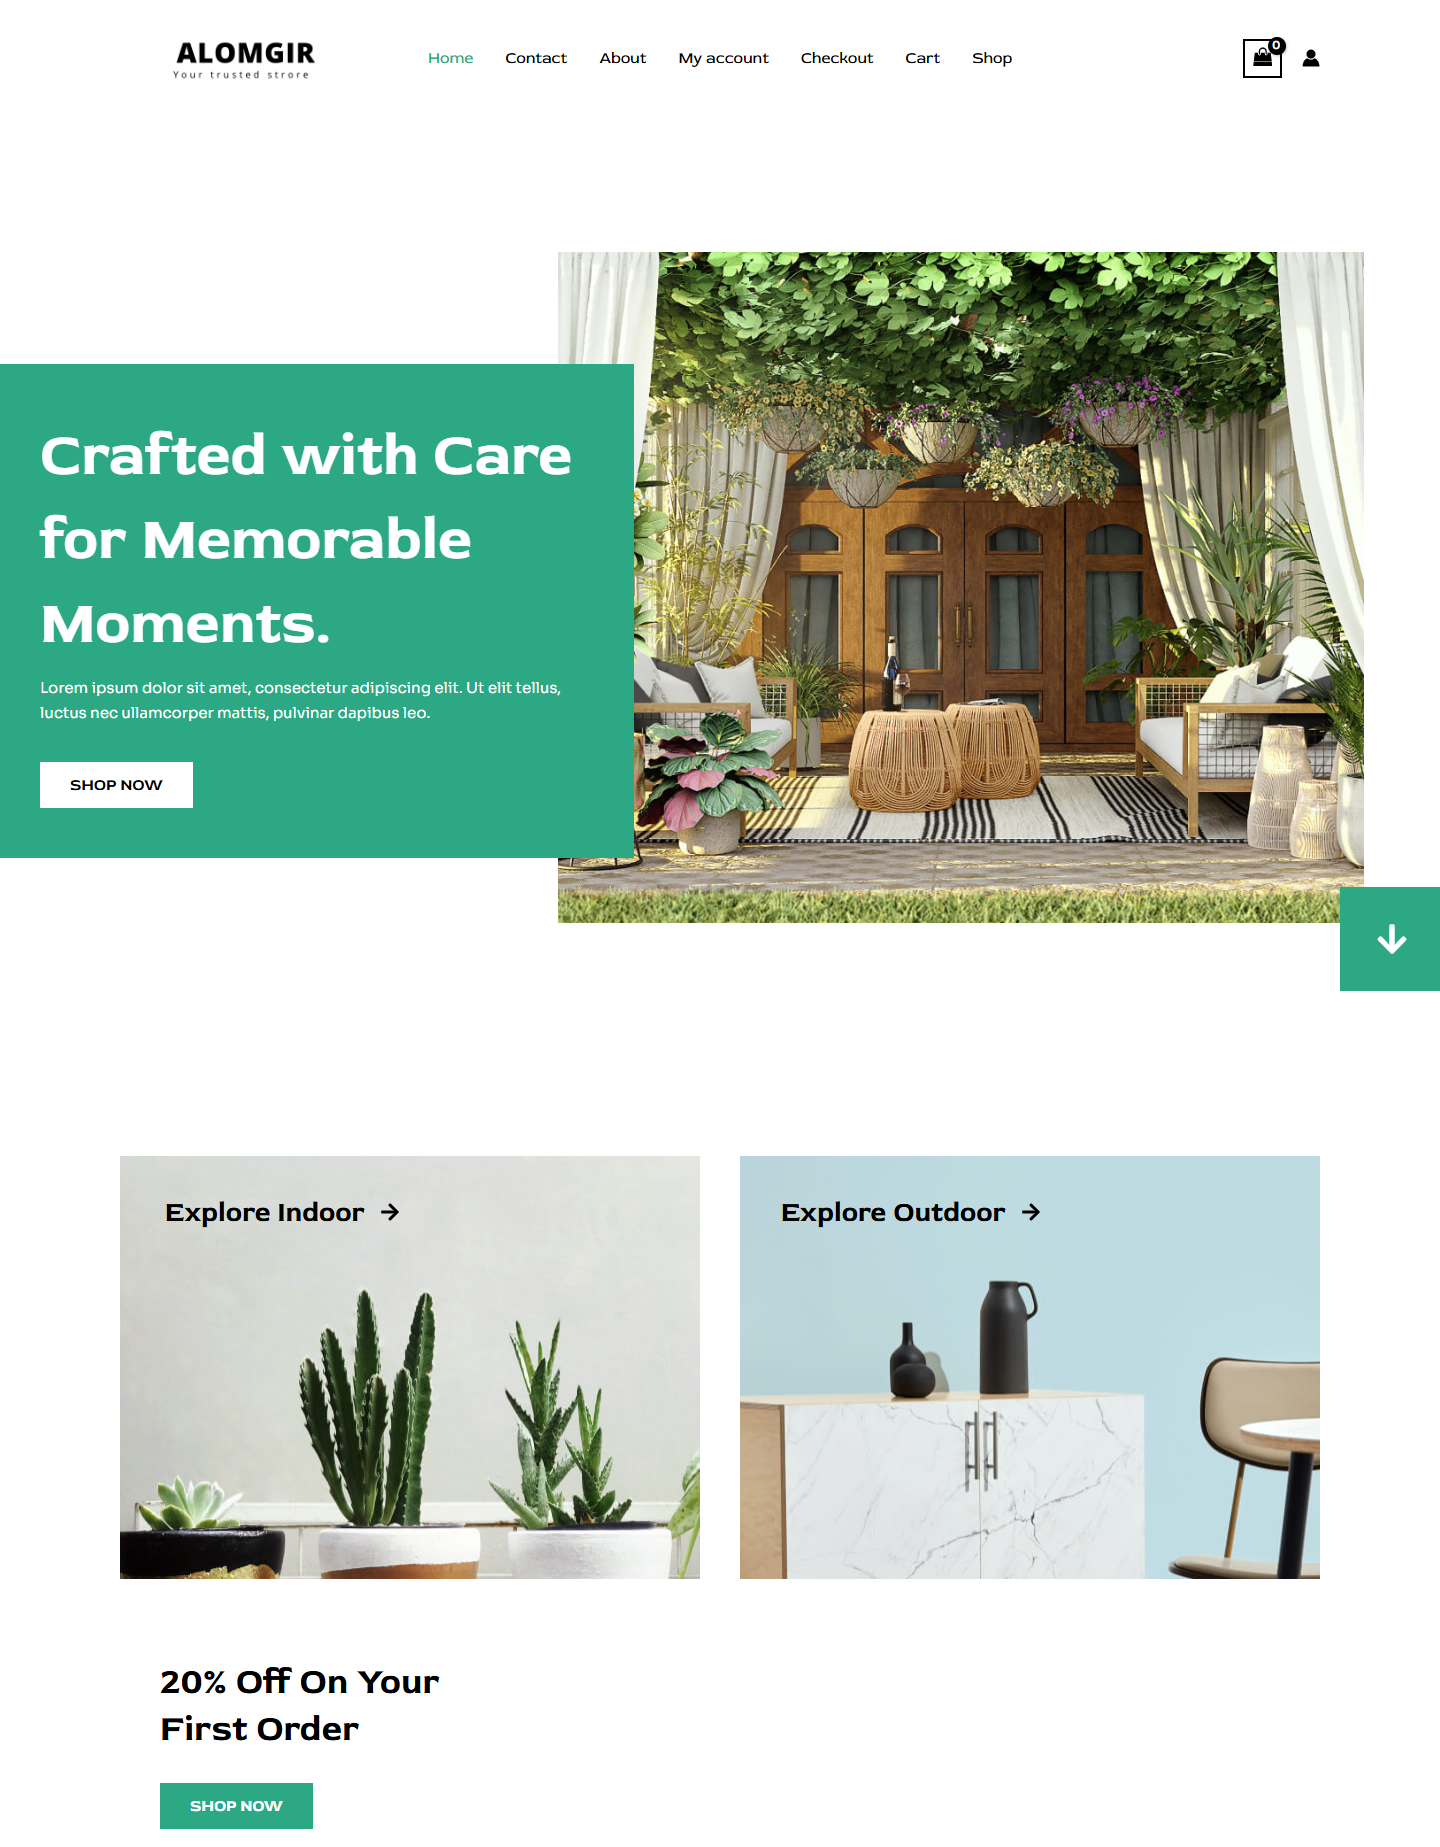 ALOMGIR
Your trusted strore
Home Contact About My account Checkout Cart Shop
0
Crafted with Care
for Memorable
Moments.
Lorem ipsum dolor sit amet, consectetur adipiscing elit. Ut elit tellus,
luctus nec ullamcorper mattis, pulvinar dapibus leo.
SHOP NOW
Explore Indoor
Explore Outdoor
20% Off On Your
First Order
SHOP NOW